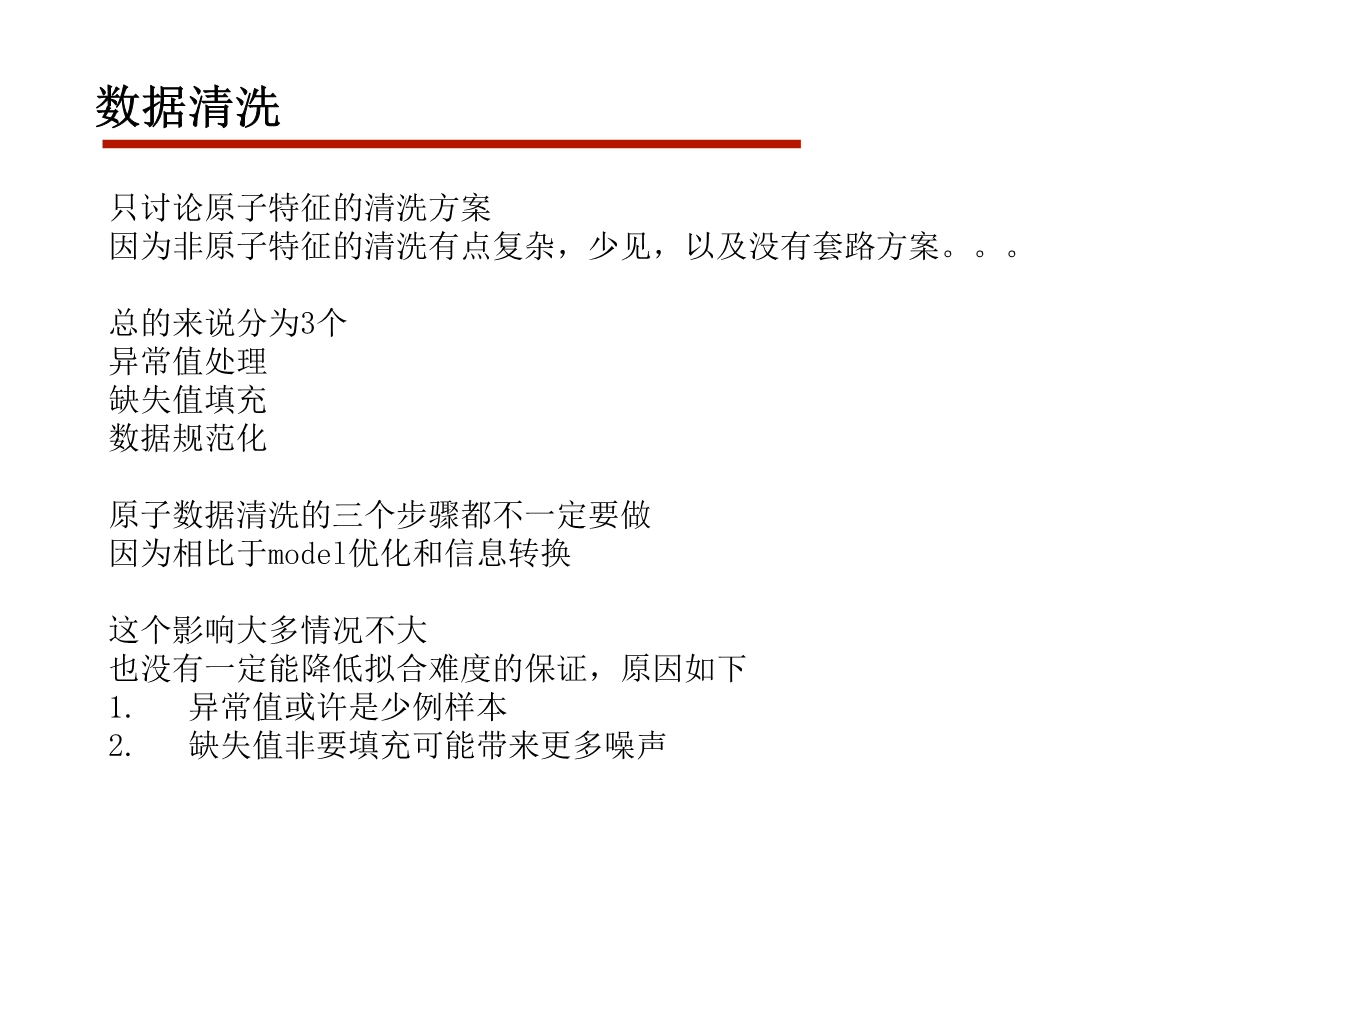 数据清洗
只讨论原子特征的清洗方案
因为非原子特征的清洗有点复杂，少见，以及没有套路方案。。。
总的来说分为3个
异常值处理
缺失值填充
数据规范化
原子数据清洗的三个步骤都不一定要做
因为相比于model优化和信息转换
这个影响大多情况不大
也没有一定能降低拟合难度的保证，原因如下
1. 异常值或许是少例样本
2. 缺失值非要填充可能带来更多噪声